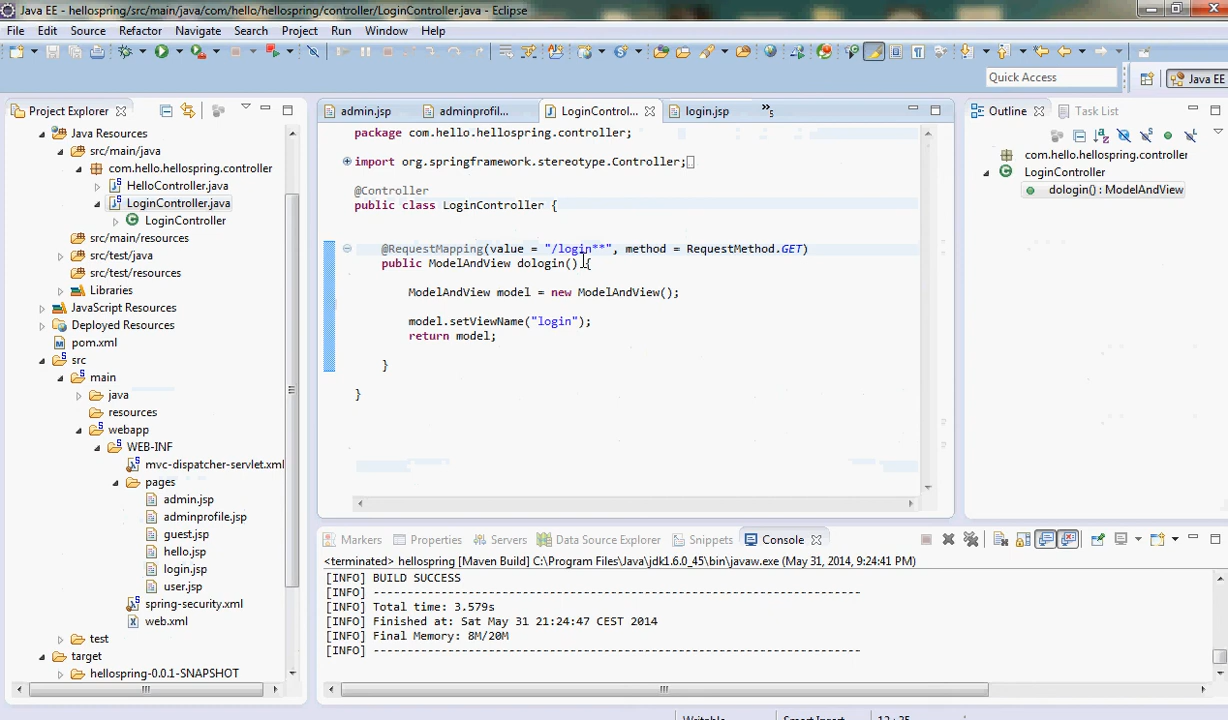 Java EE - hellospring/src/main/java/com/hello/hellospring/controller/LoginController.java - Eclipse
File Edit Source Refactor Navigate Search Project Run Window Help
Quick Access
Java EE
Project Explorer
Java Resources
src/main/java
com.hello.hellospring.controller
HelloController.java
LoginController.java
LoginController
src/main/resources
src/test/java
src/test/resources
Libraries
JavaScript Resources
Deployed Resources
pom.xml
src
main
java
resources
webapp
WEB-INF
mvc-dispatcher-servlet.xml
pages
admin.jsp
adminprofile.jsp
guest.jsp
hello.jsp
login.jsp
user.jsp
spring-security.xml
web.xml
test
target
hellospring-0.0.1-SNAPSHOT
admin.jsp adminprofil... LoginControl... login.jsp »5
package com.hello.hellospring.controller;
import org.springframework.stereotype.Controller;
@Controller
public class LoginController {
@RequestMapping(value = "/login**", method = RequestMethod.GET)
public ModelAndView dologin() {
ModelAndView model = new ModelAndView();
model.setViewName("login");
return model;
}
}
Outline Task List
com.hello.hellospring.controller
LoginController
dologin() : ModelAndView
Markers Properties Servers Data Source Explorer Snippets Console
<terminated> hellospring [Maven Build] C:\Program Files\Java\jdk1.6.0_45\bin\javaw.exe (May 31, 2014, 9:24:41 PM)
[INFO] BUILD SUCCESS
[INFO] ------------------------------------------------------------------------
[INFO] Total time: 3.579s
[INFO] Finished at: Sat May 31 21:24:47 CEST 2014
[INFO] Final Memory: 8M/20M
[INFO] ------------------------------------------------------------------------
Writable Smart Insert 12 : 35